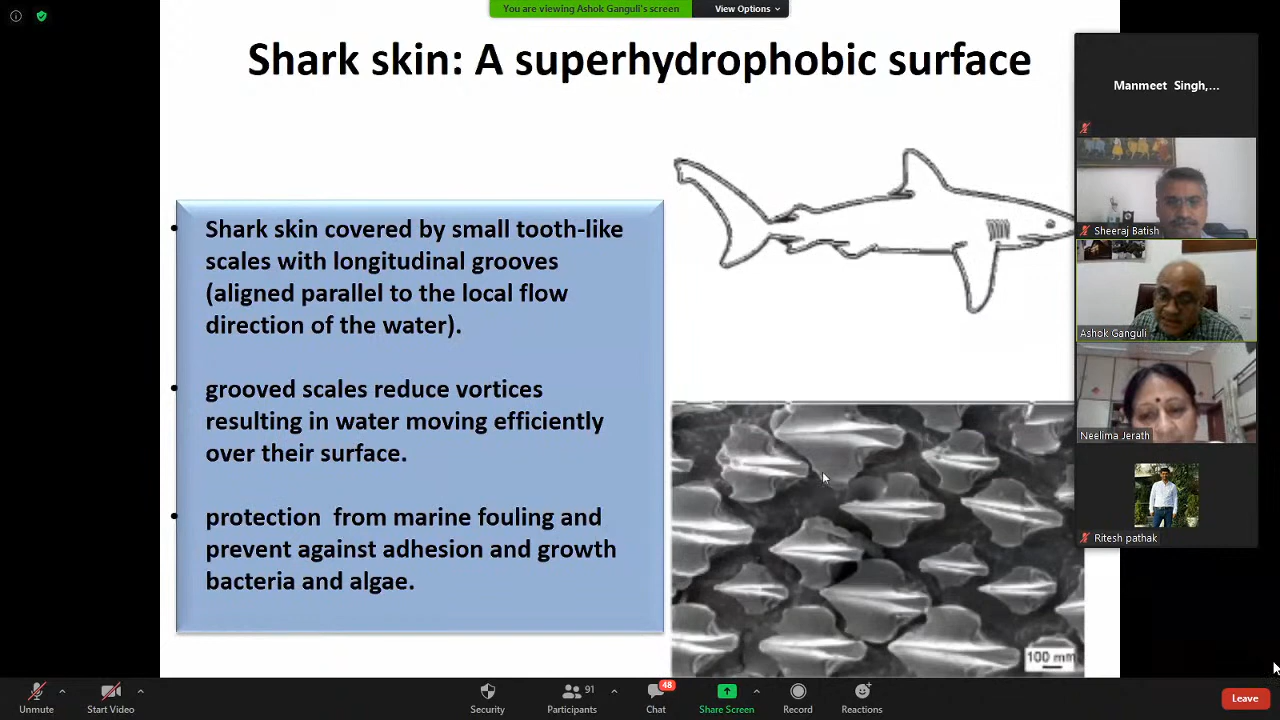 You are viewing Ashok Ganguli's screen
View Options
Shark skin: A superhydrophobic surface
• Shark skin covered by small tooth-like
scales with longitudinal grooves
(aligned parallel to the local flow
direction of the water).
• grooved scales reduce vortices
resulting in water moving efficiently
over their surface.
• protection from marine fouling and
prevent against adhesion and growth
bacteria and algae.
100 mm
Manmeet Singh,...
Sheeraj Batish
Ashok Ganguli
Neelima Jerath
Ritesh pathak
Unmute
Start Video
Security
91
Participants
48
Chat
Share Screen
Record
Reactions
Leave